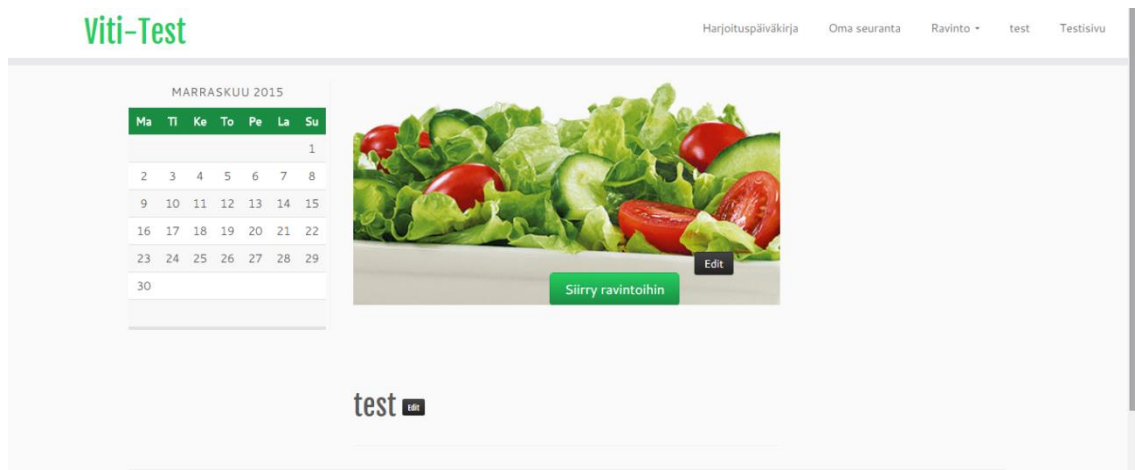 Viti-Test
Harjoituspäiväkirja Oma seuranta Ravinto test Testisivu
MARRASKUU 2015
Ma TI Ke To Pe La Su
1
2 3 4 5 6 7 8
9 10 11 12 13 14 15
16 17 18 19 20 21 22
23 24 25 26 27 28 29
30
Edit
Siirry ravintoihin
test Edit